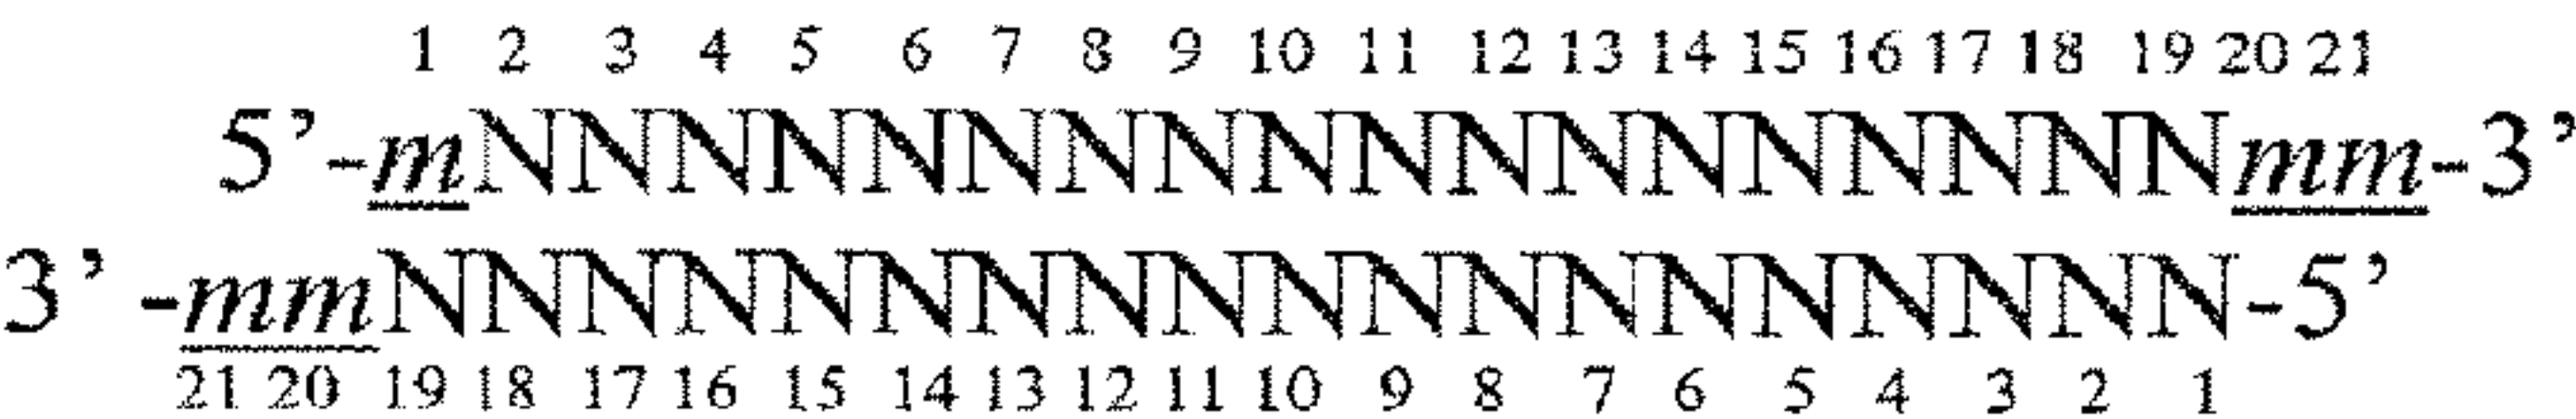 1 2 3 4 5 6 7 8 9 10 11 12 13 14 15 16 17 18 19 20 21
5’-mNNNNNNNNNNNNNNNNNNmm-3’
3’-mmNNNNNNNNNNNNNNNNNNN-5’
21 20 19 18 17 16 15 14 13 12 11 10 9 8 7 6 5 4 3 2 1